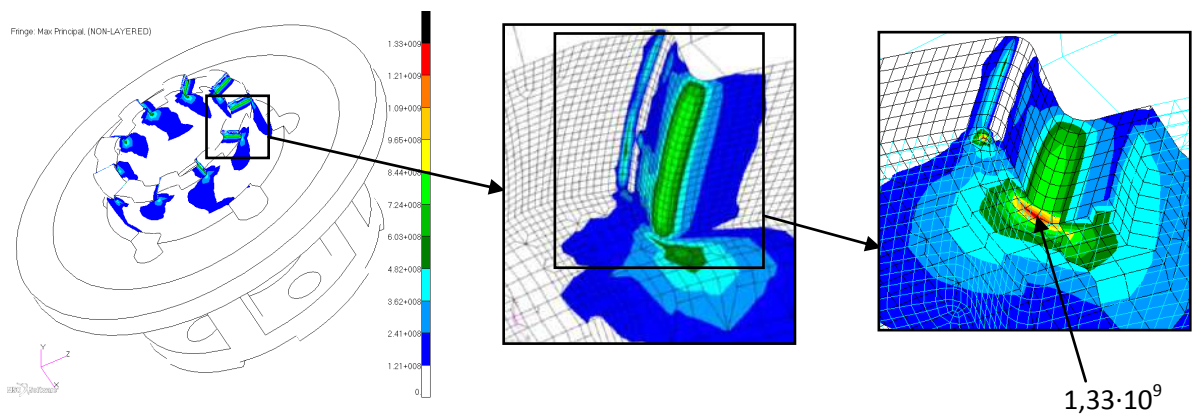 Fringe: Max Principal, (NON-LAYERED)
1.33+009
1.21+009
1.09+009
9.65+008
8.44+008
7.24+008
6.03+008
4.82+008
3.62+008
2.41+008
1.21+008
0.
Y
Z
X
MSC Software
1,33·10⁹